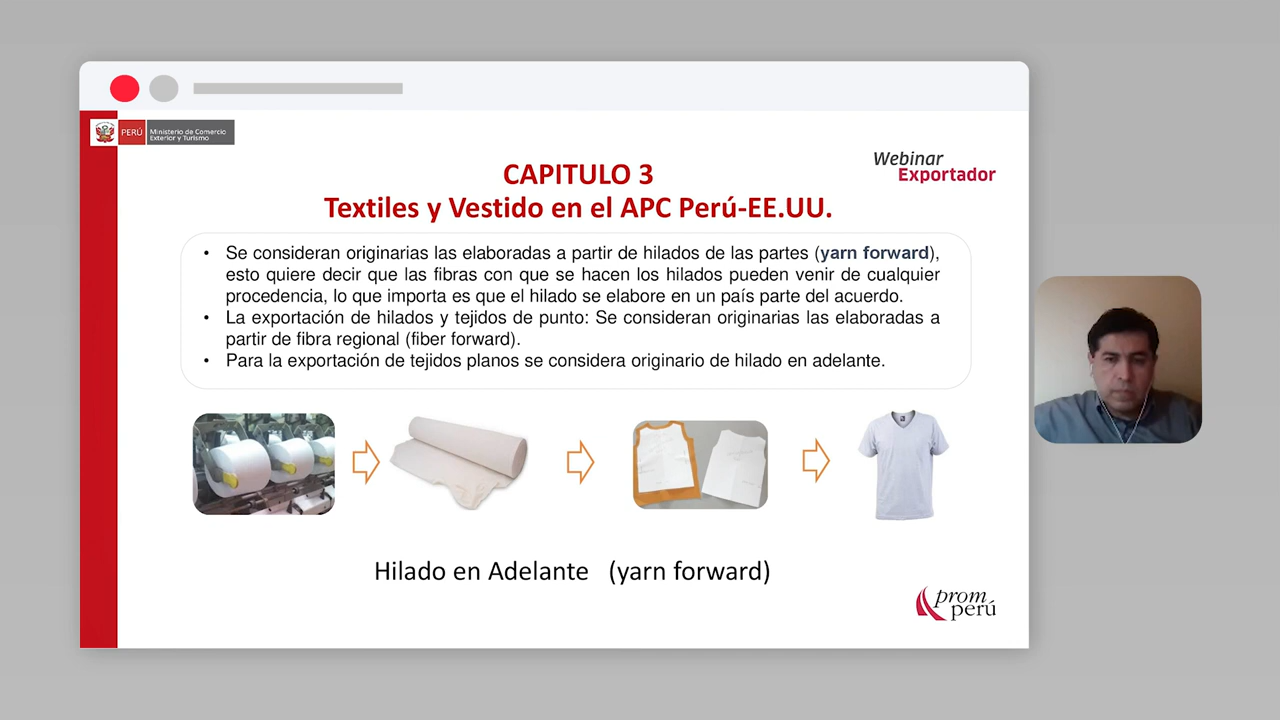 PERÚ
Ministerio de Comercio
Exterior y Turismo
Webinar
Exportador
CAPITULO 3
Textiles y Vestido en el APC Perú-EE.UU.
• Se consideran originarias las elaboradas a partir de hilados de las partes (yarn forward),
esto quiere decir que las fibras con que se hacen los hilados pueden venir de cualquier
procedencia, lo que importa es que el hilado se elabore en un país parte del acuerdo.
• La exportación de hilados y tejidos de punto: Se consideran originarias las elaboradas a
partir de fibra regional (fiber forward).
• Para la exportación de tejidos planos se considera originario de hilado en adelante.
Hilado en Adelante (yarn forward)
prom
perú